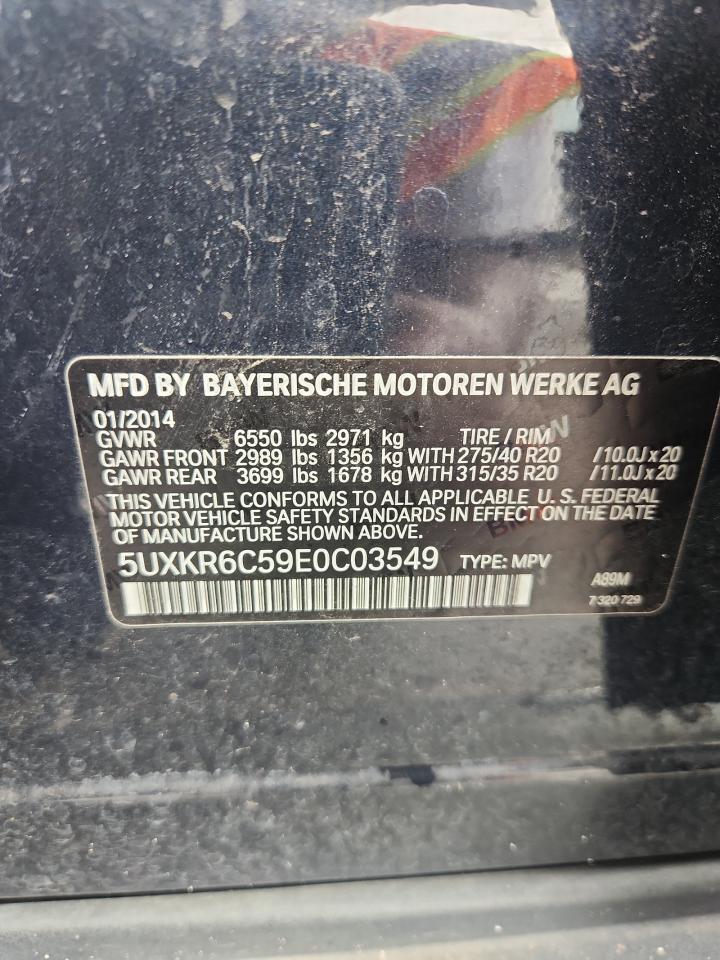 MFD BY BAYERISCHE MOTOREN WERKE AG
01/2014
GVWR 6550 lbs 2971 kg TIRE / RIM
GAWR FRONT 2989 lbs 1356 kg WITH 275/40 R20 /10.0J x 20
GAWR REAR 3699 lbs 1678 kg WITH 315/35 R20 /11.0J x 20
THIS VEHICLE CONFORMS TO ALL APPLICABLE U.S. FEDERAL
MOTOR VEHICLE SAFETY STANDARDS IN EFFECT ON THE DATE
OF MANUFACTURE SHOWN ABOVE.
5UXKR6C59E0C03549 TYPE: MPV
A89M
7 320 729